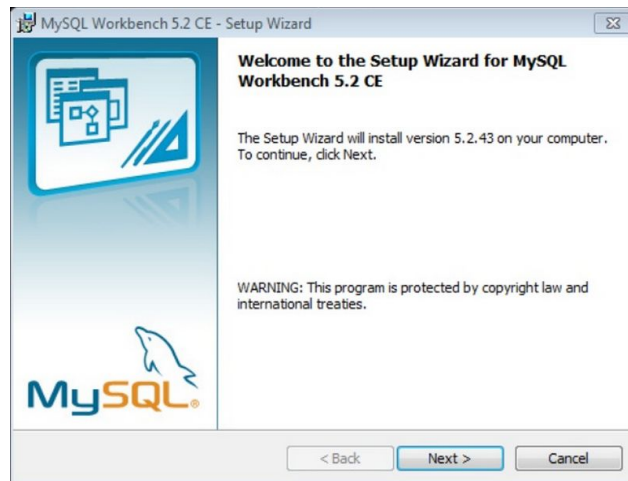 MySQL Workbench 5.2 CE - Setup Wizard
Welcome to the Setup Wizard for MySQL
Workbench 5.2 CE
The Setup Wizard will install version 5.2.43 on your computer.
To continue, click Next.
WARNING: This program is protected by copyright law and
international treaties.
MySQL®
< Back
Next >
Cancel